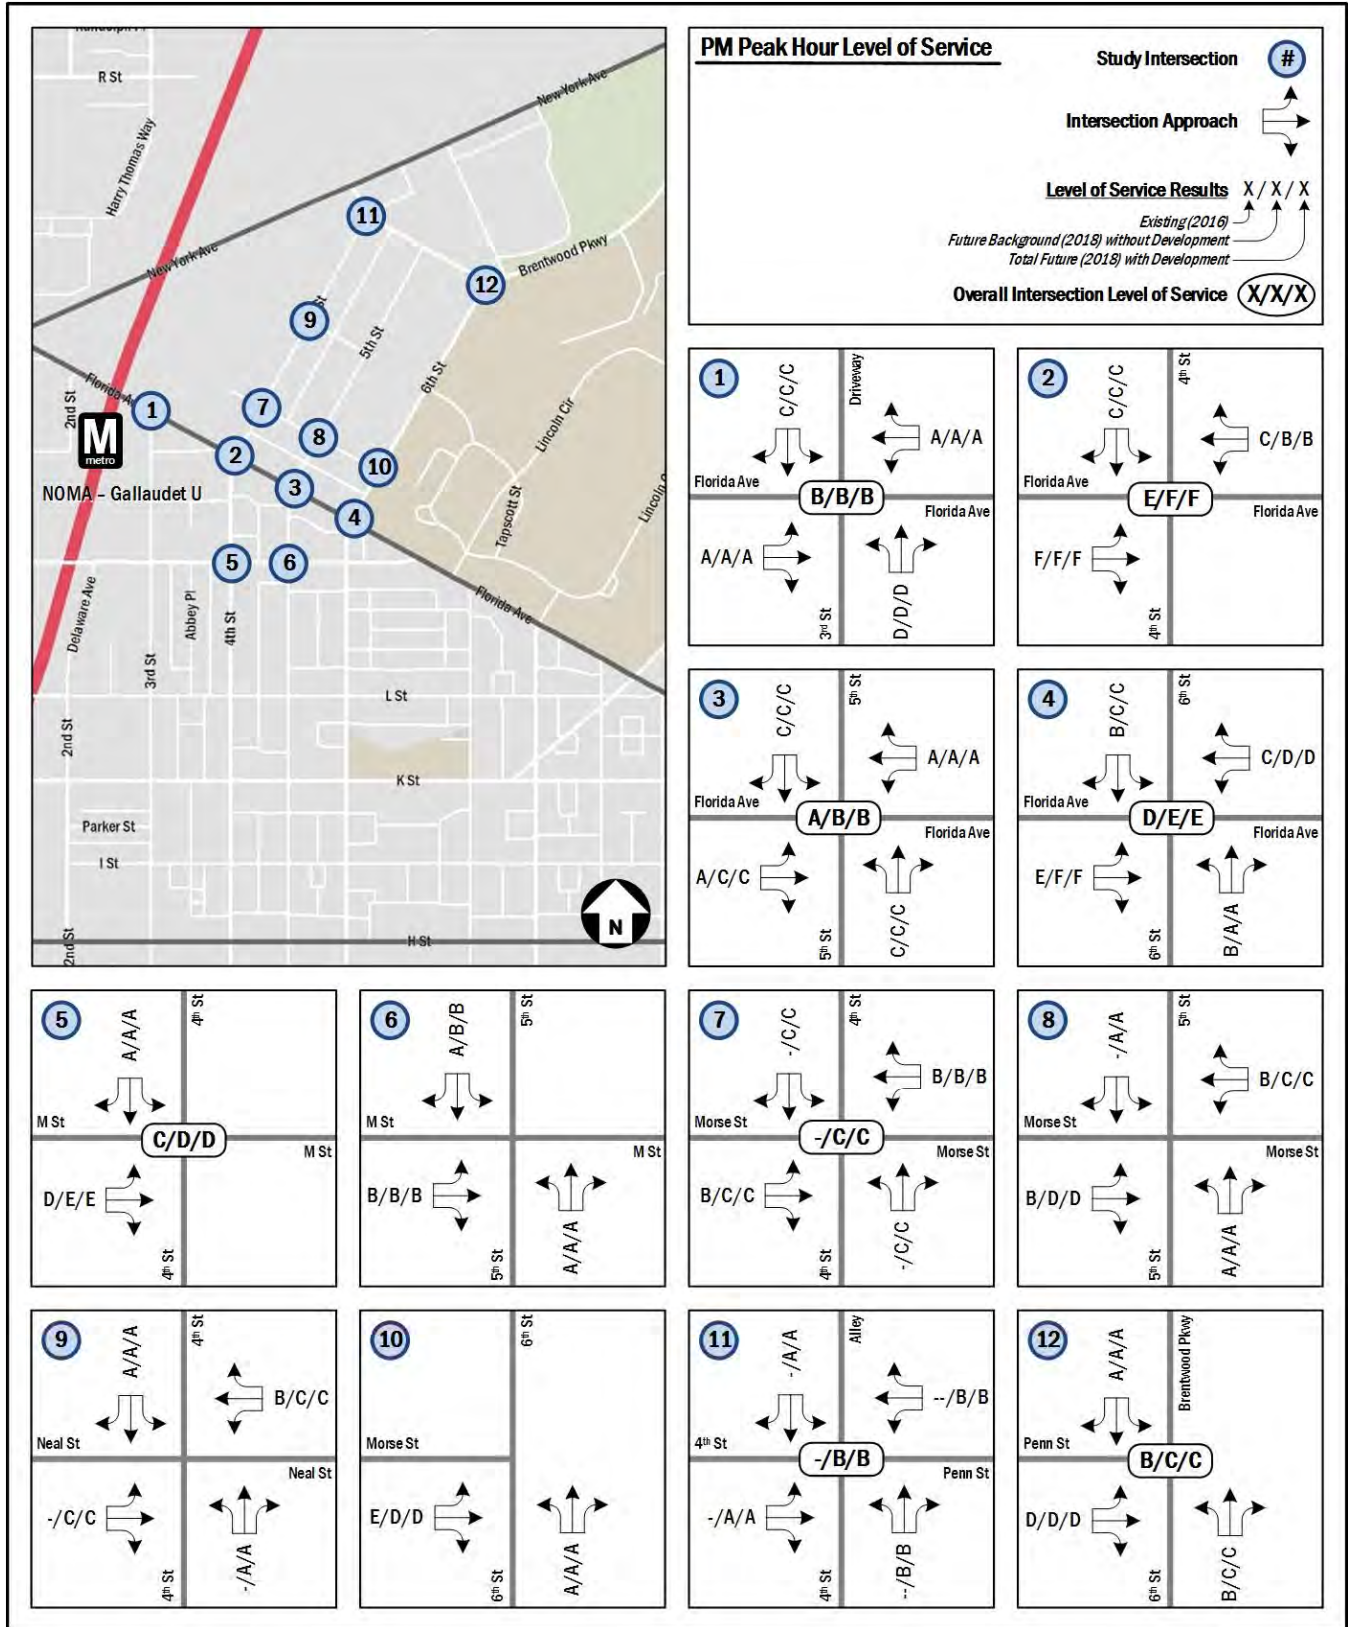 R St
Harry Thomas Way
New York Ave
New York Ave
Brentwood Pkwy
5th St
6th St
Florida A
2nd St
M
metro
NOMA – Gallaudet U
Lincoln Cir
Tapscott St
Delaware Ave
Abbey Pl
4th St
3rd St
Florida Ave
L St
2nd St
K St
Parker St
I St
2nd St
H St
N
1
2
3
4
5
6
7
8
9
10
11
12
PM Peak Hour Level of Service
Study Intersection #
Intersection Approach
Level of Service Results X / X / X
Existing (2016)
Future Background (2018) without Development
Total Future (2018) with Development
Overall Intersection Level of Service X/X/X
1
C/C/C
Driveway
A/A/A
Florida Ave
B/B/B
Florida Ave
A/A/A
3rd St
D/D/D
2
C/C/C
4th St
C/B/B
Florida Ave
E/F/F
Florida Ave
F/F/F
4th St
3
C/C/C
5th St
A/A/A
Florida Ave
A/B/B
Florida Ave
A/C/C
5th St
C/C/C
4
B/C/C
6th St
C/D/D
Florida Ave
D/E/E
Florida Ave
E/F/F
6th St
B/A/A
5
A/A/A
4th St
M St
C/D/D
M St
D/E/E
4th St
6
A/B/B
5th St
M St
B/B/B
5th St
A/A/A
7
-/C/C
4th St
B/B/B
Morse St
-/C/C
Morse St
B/C/C
4th St
-/C/C
8
-/A/A
5th St
B/C/C
Morse St
Morse St
B/D/D
5th St
A/A/A
9
A/A/A
4th St
B/C/C
Neal St
Neal St
-/C/C
4th St
-/A/A
10
6th St
Morse St
E/D/D
6th St
A/A/A
11
-/A/A
Alley
--/B/B
4th St
-/B/B
Penn St
-/A/A
4th St
--/B/B
12
A/A/A
Brentwood Pkwy
Penn St
B/C/C
D/D/D
6th St
B/C/C